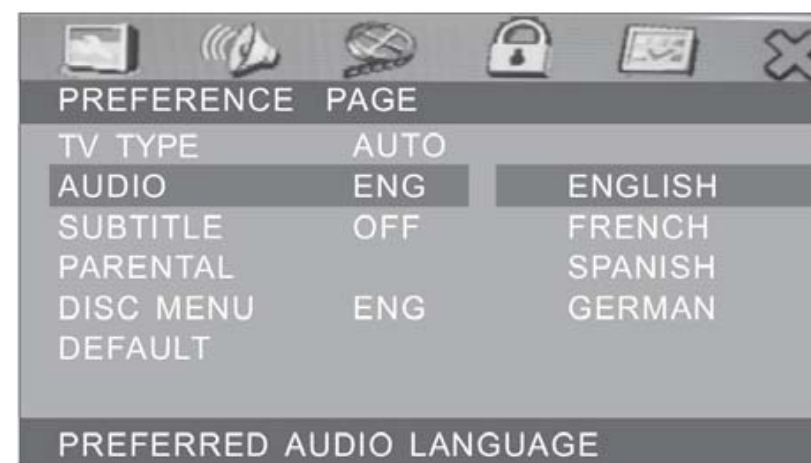 PREFERENCE PAGE
TV TYPE AUTO
AUDIO ENG ENGLISH
SUBTITLE OFF FRENCH
PARENTAL SPANISH
DISC MENU ENG GERMAN
DEFAULT
PREFERRED AUDIO LANGUAGE